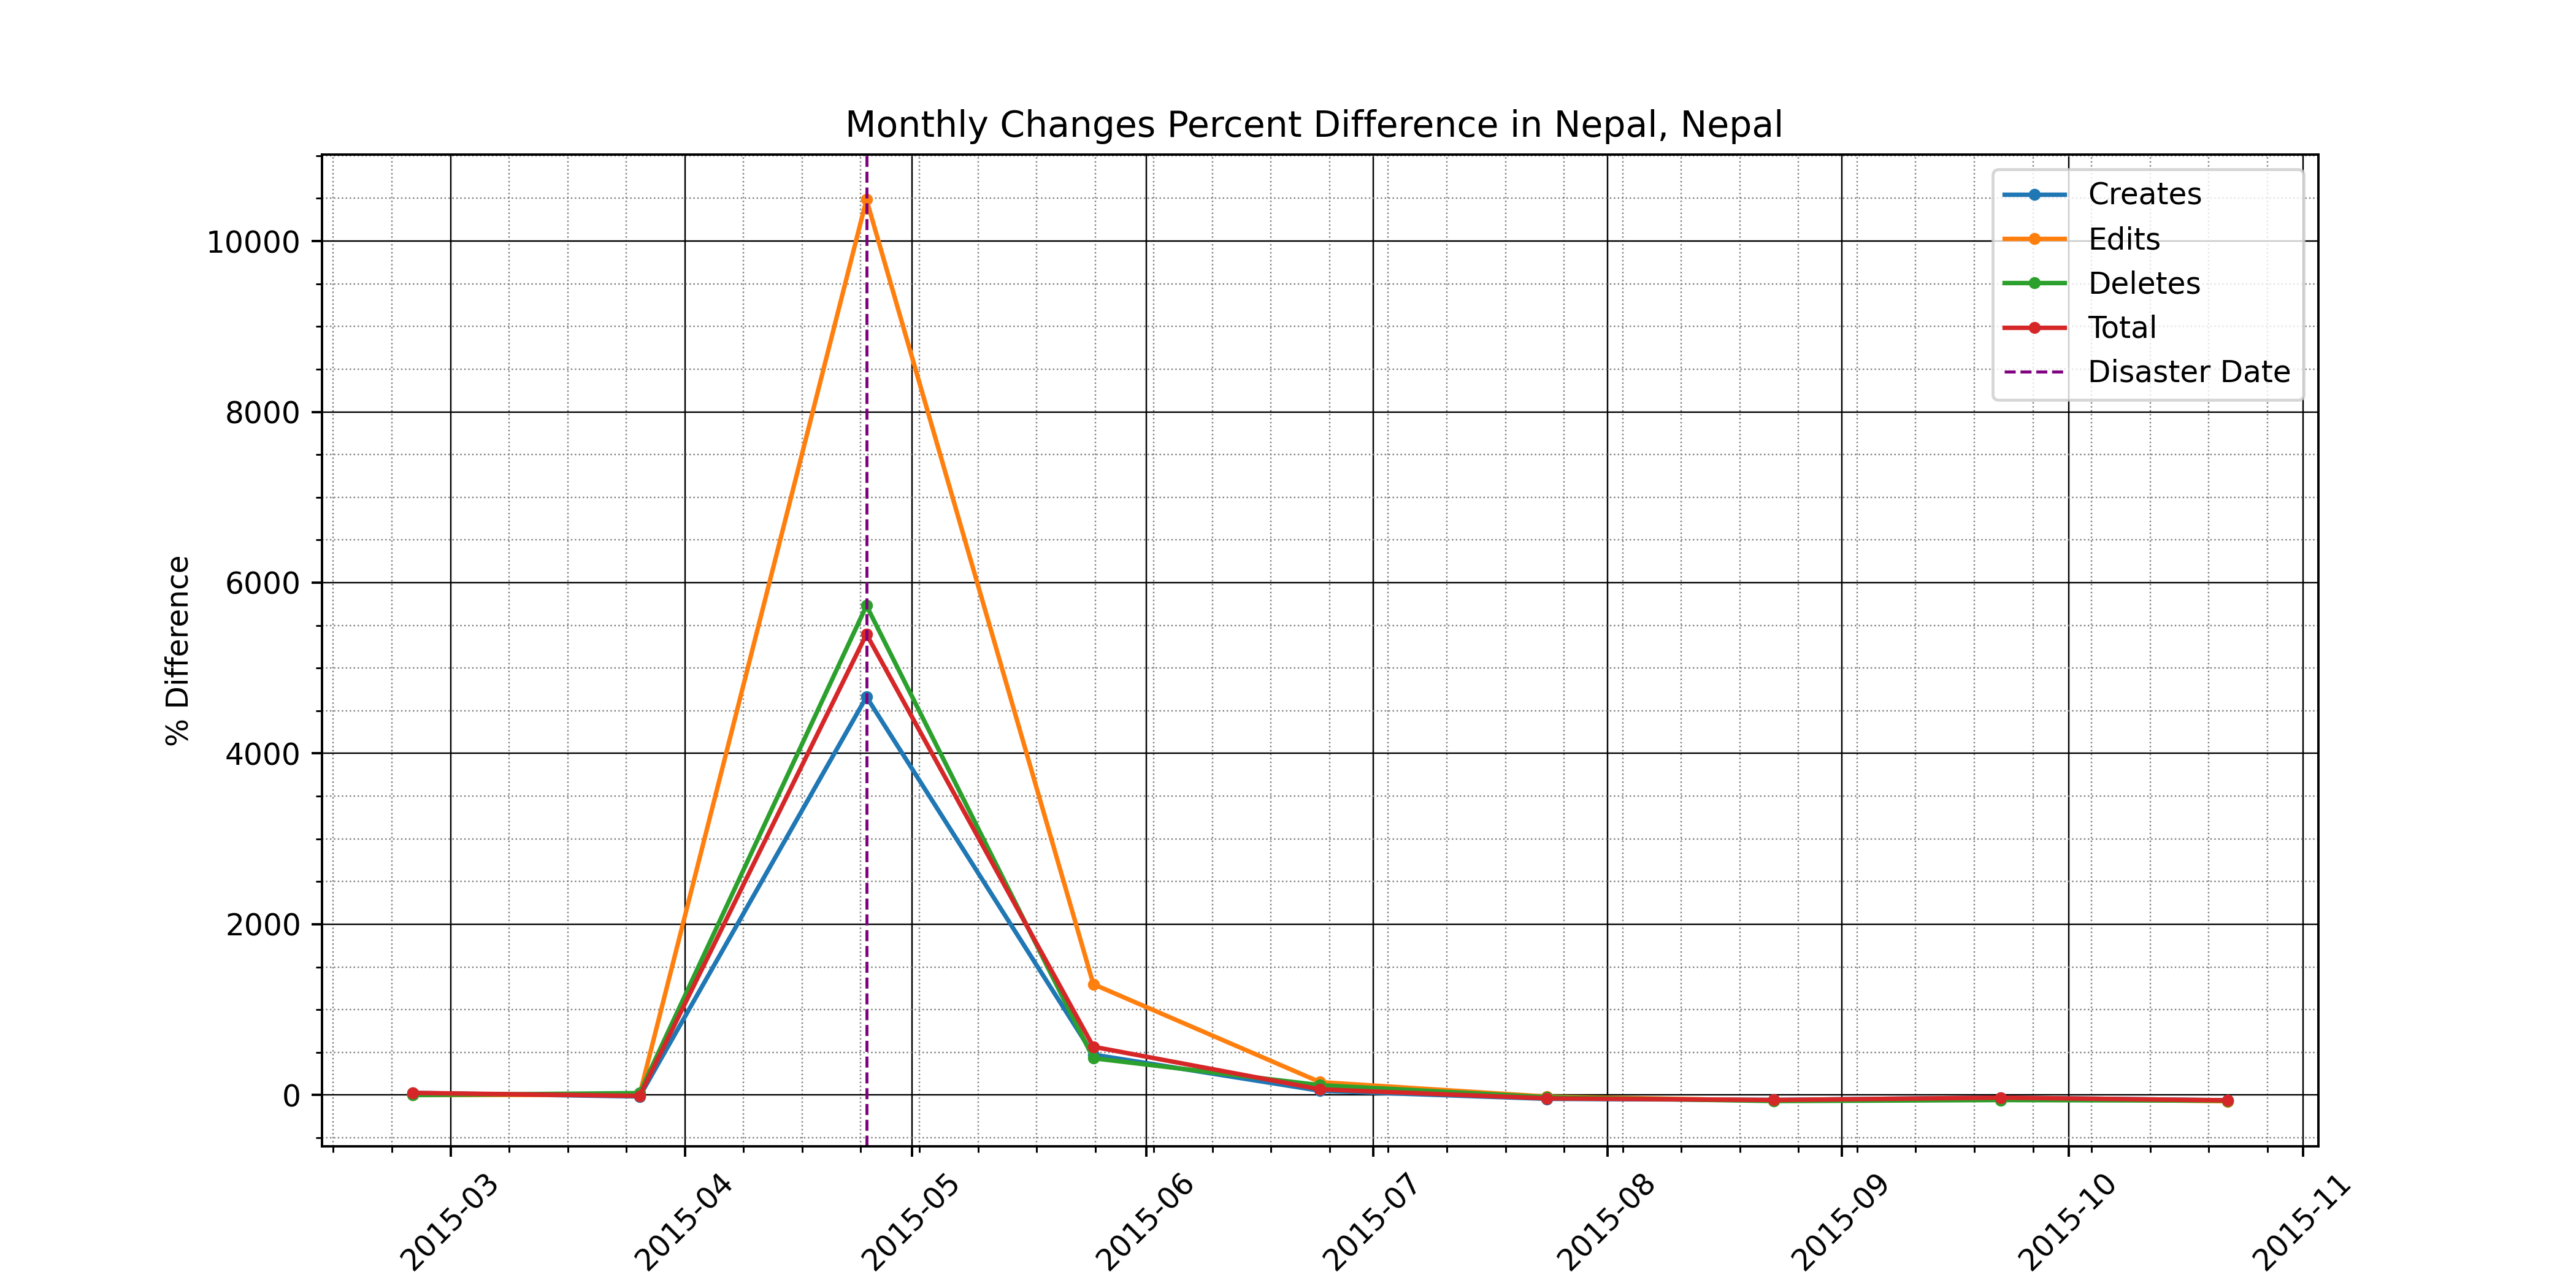 Monthly Changes Percent Difference in Nepal, Nepal
% Difference
10000
8000
6000
4000
2000
0
Creates
Edits
Deletes
Total
Disaster Date
2015-03
2015-04
2015-05
2015-06
2015-07
2015-08
2015-09
2015-10
2015-11